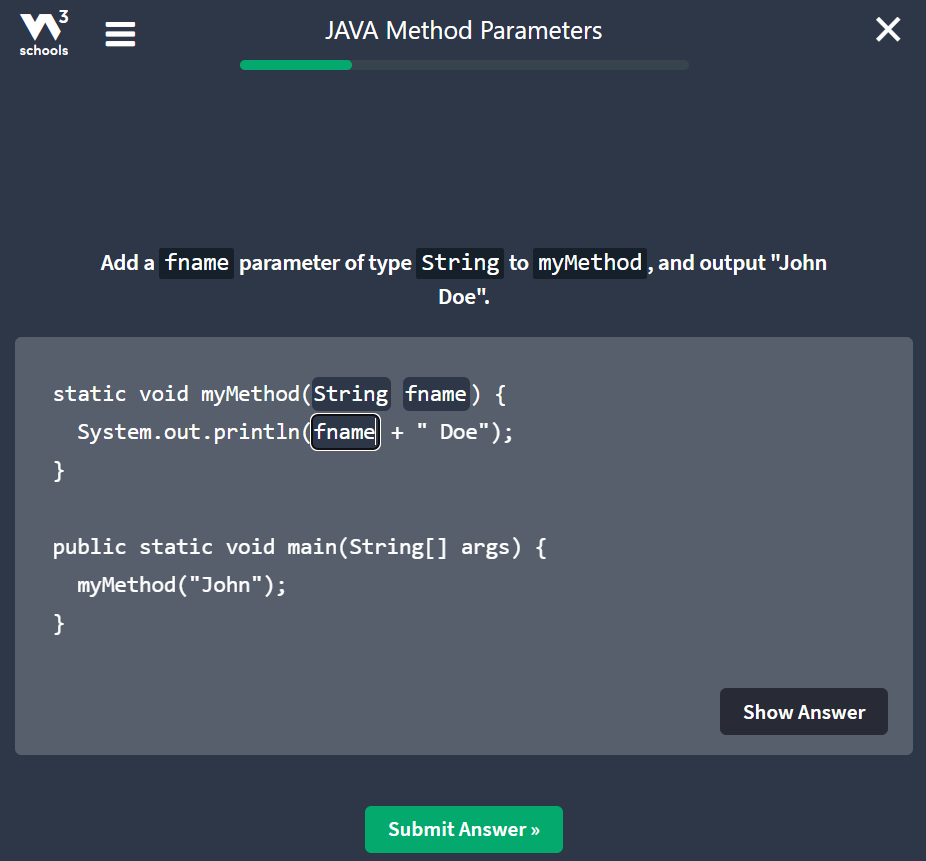 W3
schools
JAVA Method Parameters
Add a fname parameter of type String to myMethod, and output "John
Doe".
static void myMethod(String fname) {
  System.out.println(fname + " Doe");
}
public static void main(String[] args) {
  myMethod("John");
}
Show Answer
Submit Answer »